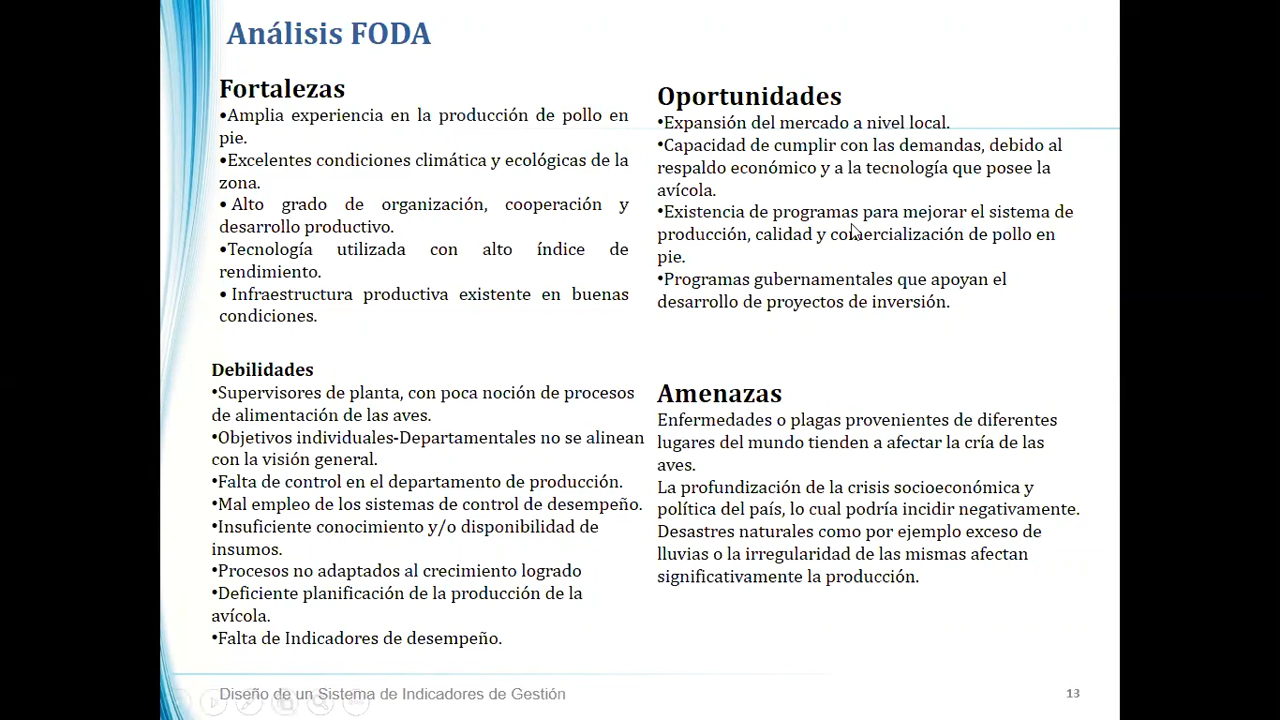 Análisis FODA
Fortalezas
•Amplia experiencia en la producción de pollo en
pie.
•Excelentes condiciones climática y ecológicas de la
zona.
• Alto grado de organización, cooperación y
desarrollo productivo.
•Tecnología utilizada con alto índice de
rendimiento.
• Infraestructura productiva existente en buenas
condiciones.
Oportunidades
•Expansión del mercado a nivel local.
•Capacidad de cumplir con las demandas, debido al
respaldo económico y a la tecnología que posee la
avícola.
•Existencia de programas para mejorar el sistema de
producción, calidad y comercialización de pollo en
pie.
•Programas gubernamentales que apoyan el
desarrollo de proyectos de inversión.
Debilidades
•Supervisores de planta, con poca noción de procesos
de alimentación de las aves.
•Objetivos individuales-Departamentales no se alinean
con la visión general.
•Falta de control en el departamento de producción.
•Mal empleo de los sistemas de control de desempeño.
•Insuficiente conocimiento y/o disponibilidad de
insumos.
•Procesos no adaptados al crecimiento logrado
•Deficiente planificación de la producción de la
avícola.
•Falta de Indicadores de desempeño.
Amenazas
Enfermedades o plagas provenientes de diferentes
lugares del mundo tienden a afectar la cría de las
aves.
La profundización de la crisis socioeconómica y
política del país, lo cual podría incidir negativamente.
Desastres naturales como por ejemplo exceso de
lluvias o la irregularidad de las mismas afectan
significativamente la producción.
Diseño de un Sistema de Indicadores de Gestión
13